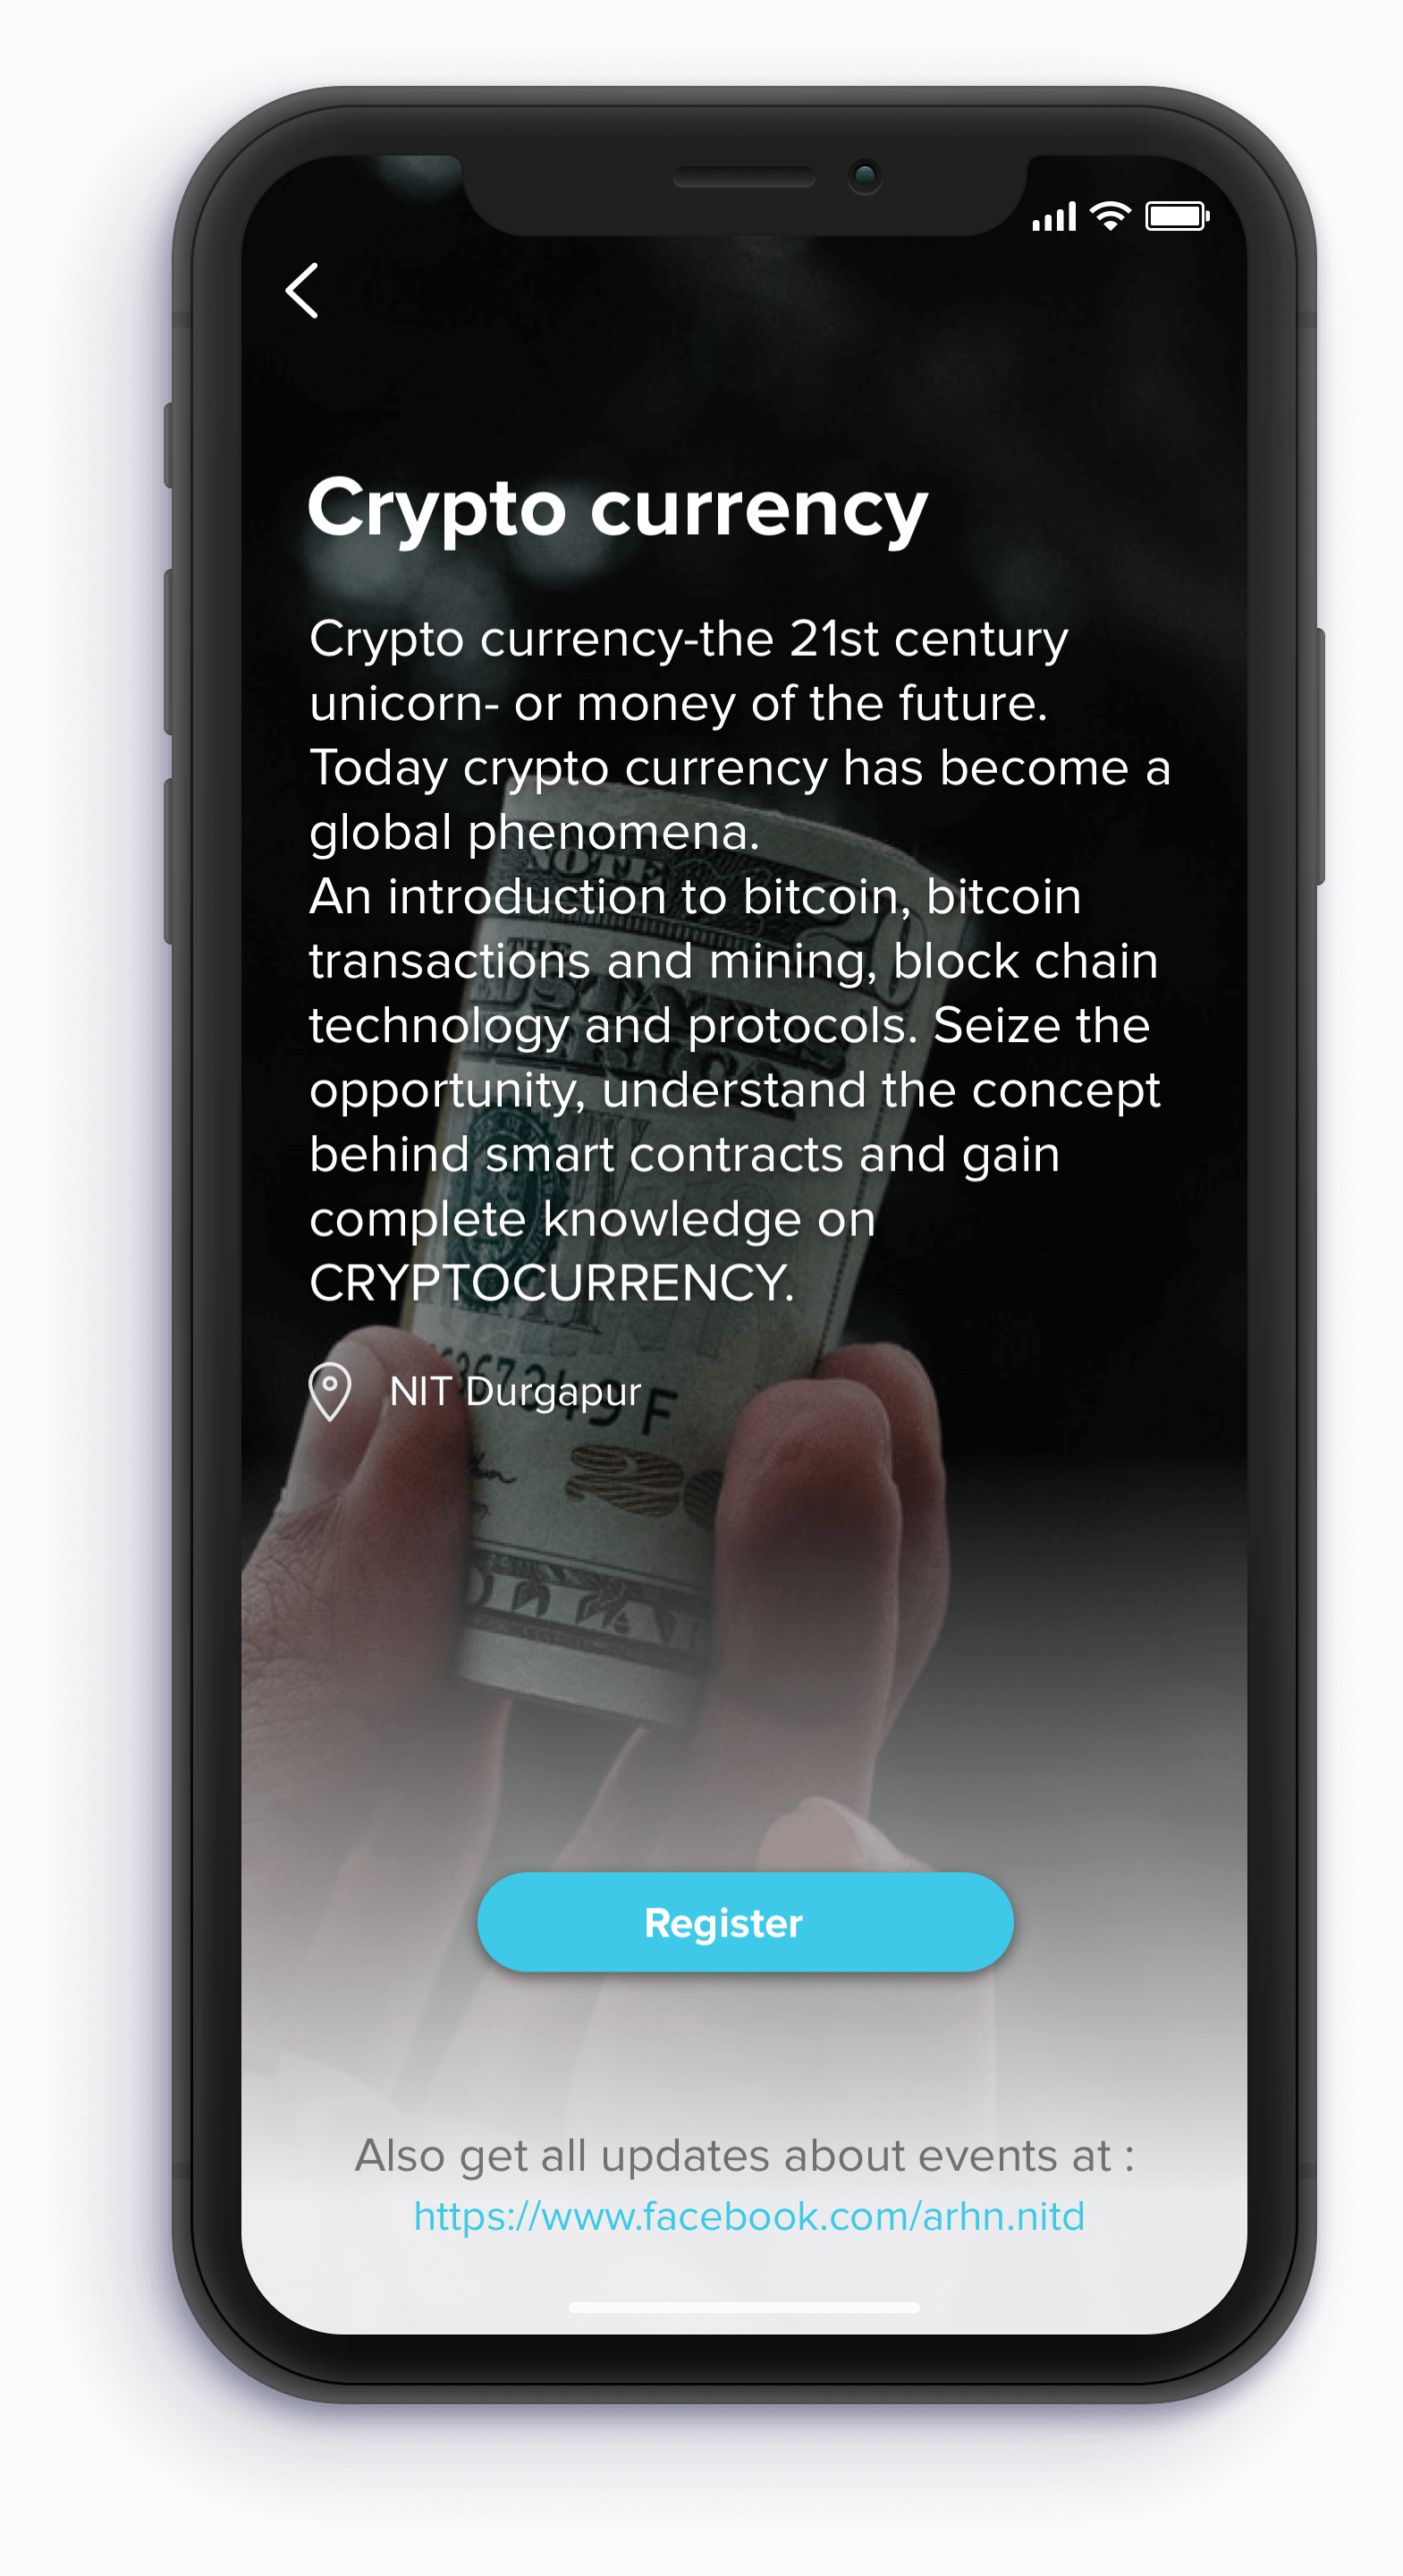 Crypto currency
Crypto currency-the 21st century
unicorn- or money of the future.
Today crypto currency has become a
global phenomena.
An introduction to bitcoin, bitcoin
transactions and mining, block chain
technology and protocols. Seize the
opportunity, understand the concept
behind smart contracts and gain
complete knowledge on
CRYPTOCURRENCY.
NIT Durgapur
Register
Also get all updates about events at :
https://www.facebook.com/arhn.nitd